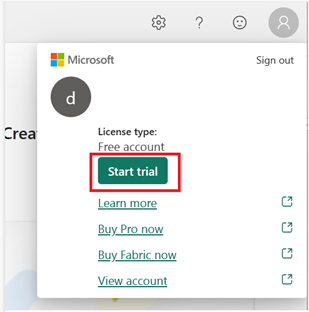 Microsoft
Sign out
d
License type:
Free account
Crea
Start trial
Learn more
Buy Pro now
Buy Fabric now
View account